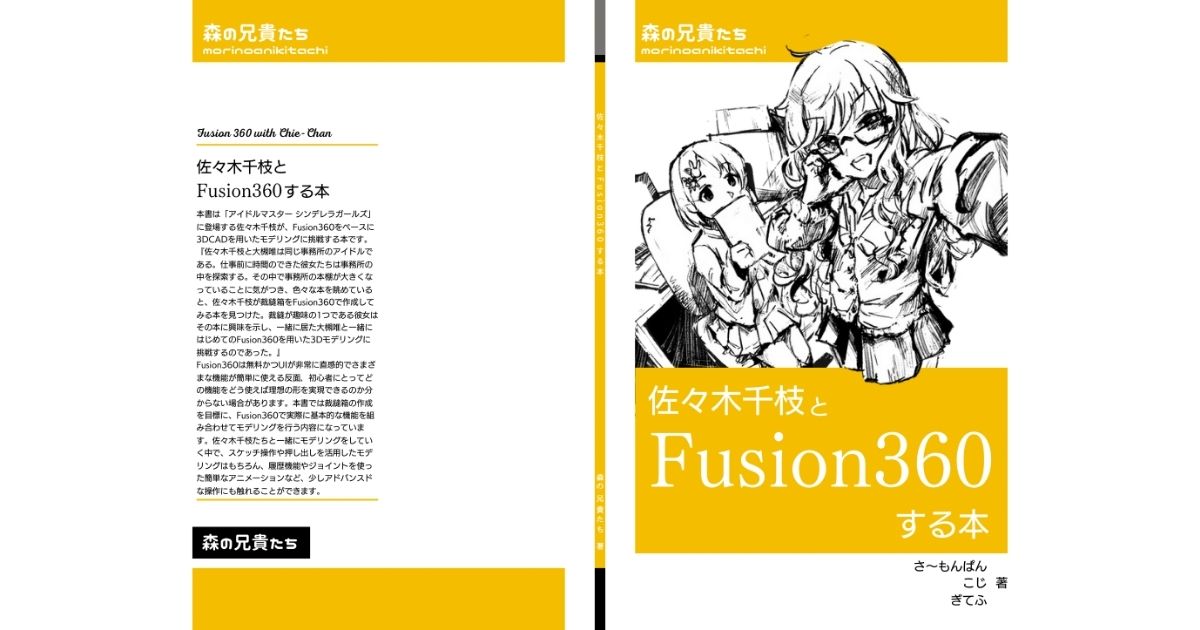 森の兄貴たち
morinoanikitachi
Fusion 360 with Chie-Chan
佐々木千枝と
Fusion360する本
本書は「アイドルマスター シンデレラガールズ」
に登場する佐々木千枝が、Fusion360をベースに
3DCADを用いたモデリングに挑戦する本です。
『佐々木千枝と大槻唯は同じ事務所のアイドルで
ある。仕事前に時間のできた彼女たちは事務所の
中を探索する。その中で事務所の本棚が大きくな
っていることに気がつき、色々な本を眺めている
と、佐々木千枝が裁縫箱をFusion360で作成して
みる本を見つけた。裁縫が趣味の1つである彼女は
その本に興味を示し、一緒に居た大槻唯と一緒に
はじめてのFusion360を用いた3Dモデリングに
挑戦するのであった。』
Fusion360は無料かつUIが非常に直感的でさまざ
まな機能が簡単に使える反面、初心者にとってど
の機能をどう使えば理想の形を実現できるのか分
からない場合があります。本書では裁縫箱の作成
を目標に、Fusion360で実際に基本的な機能を組
み合わせてモデリングを行う内容になっていま
す。佐々木千枝たちと一緒にモデリングをしてい
く中で、スケッチ操作や押し出しを活用したモデ
リングはもちろん、履歴機能やジョイントを使っ
た簡単なアニメーションなど、少しアドバンスド
な操作にも触れることができます。
森の兄貴たち
佐々木千枝とFusion360する本
森の兄貴たち 著
森の兄貴たち
morinoanikitachi
佐々木千枝と
Fusion360
する本
さ〜もんぱん
こじ 著
ぎてふ